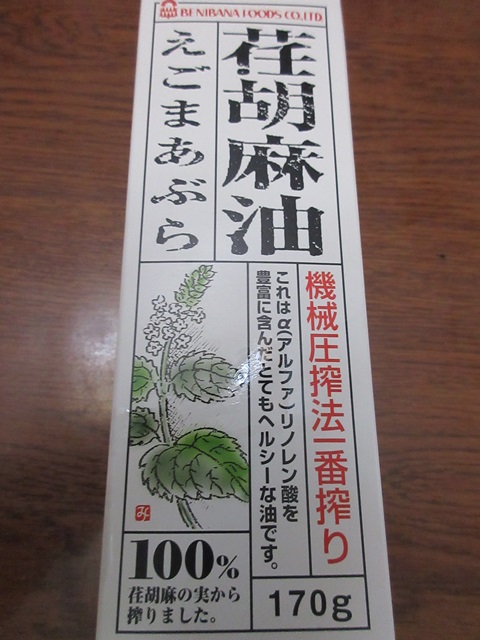 BENIBANA FOODS CO.,LTD.
荏胡麻油
えごまあぶら
機械圧搾法一番搾り
これはα(アルファ)リノレン酸を
豊富に含んだとてもヘルシーな油です。
み
100%
荏胡麻の実から
搾りました。
170g